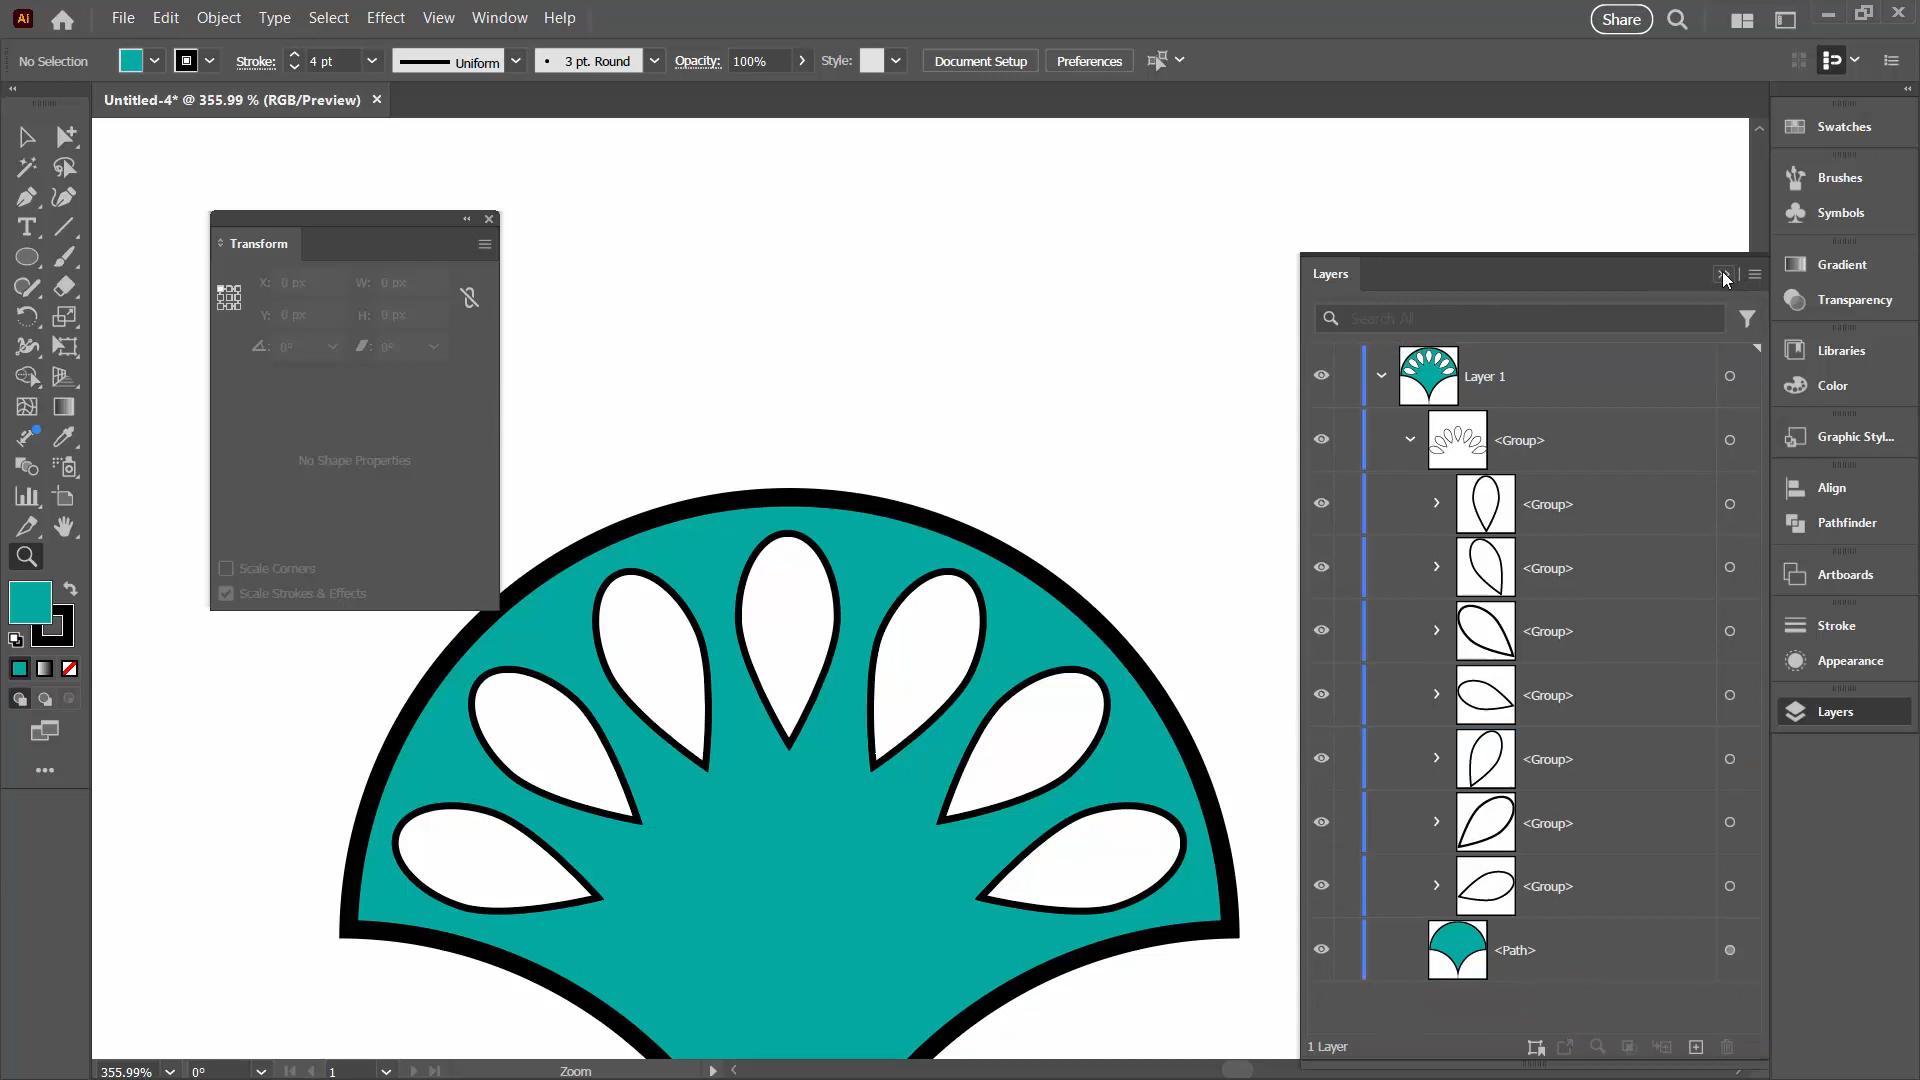 Ai File Edit Object Type Select Effect View Window Help Share
No Selection Stroke: 4 pt Uniform • 3 pt. Round Opacity: 100% Style: Document Setup Preferences
Untitled-4* @ 355.99 % (RGB/Preview)
Swatches
Brushes
Symbols
Gradient
Transparency
Libraries
Color
Graphic Styl...
Align
Pathfinder
Artboards
Stroke
Appearance
Layers
Transform
X: 0 px W: 0 px
Y: 0 px H: 0 px
0° 0°
No Shape Properties
Scale Corners
Scale Strokes & Effects
Layers
Search All
Layer 1
<Group>
<Group>
<Group>
<Group>
<Group>
<Group>
<Group>
<Group>
<Path>
1 Layer
355.99% 0° 1 Zoom